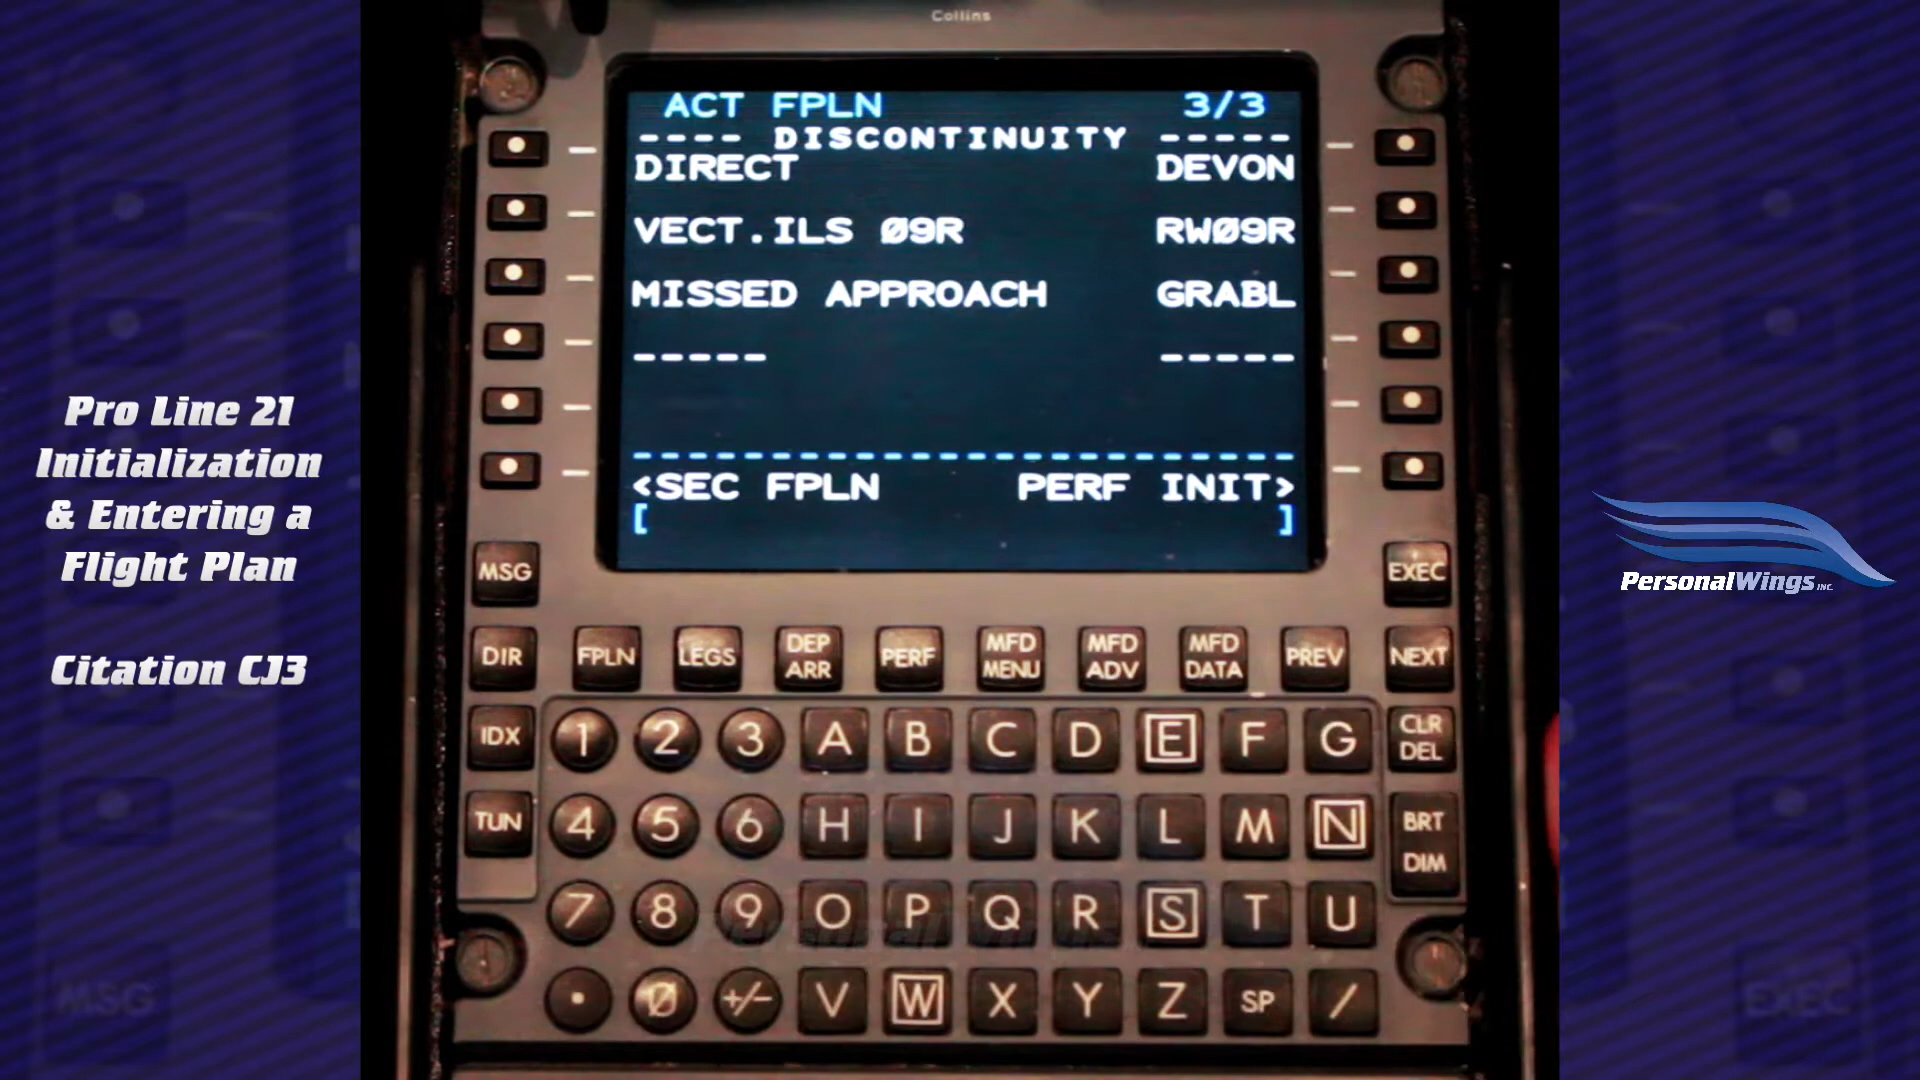 Collins
ACT FPLN 3/3
---- DISCONTINUITY -----
DIRECT DEVON
VECT.ILS Ø9R RWØ9R
MISSED APPROACH GRABL
----- -----
------------------------
<SEC FPLN PERF INIT>
[ ]
MSG EXEC
DIR FPLN LEGS DEP ARR PERF MFD MENU MFD ADV MFD DATA PREV NEXT
IDX 1 2 3 A B C D E F G CLR DEL
TUN 4 5 6 H I J K L M N BRT DIM
7 8 9 O P Q R S T U
. Ø +/- V W X Y Z SP /
Pro Line 21
Initialization
& Entering a
Flight Plan
Citation CJ3
PersonalWings INC.
MSG
EXEC